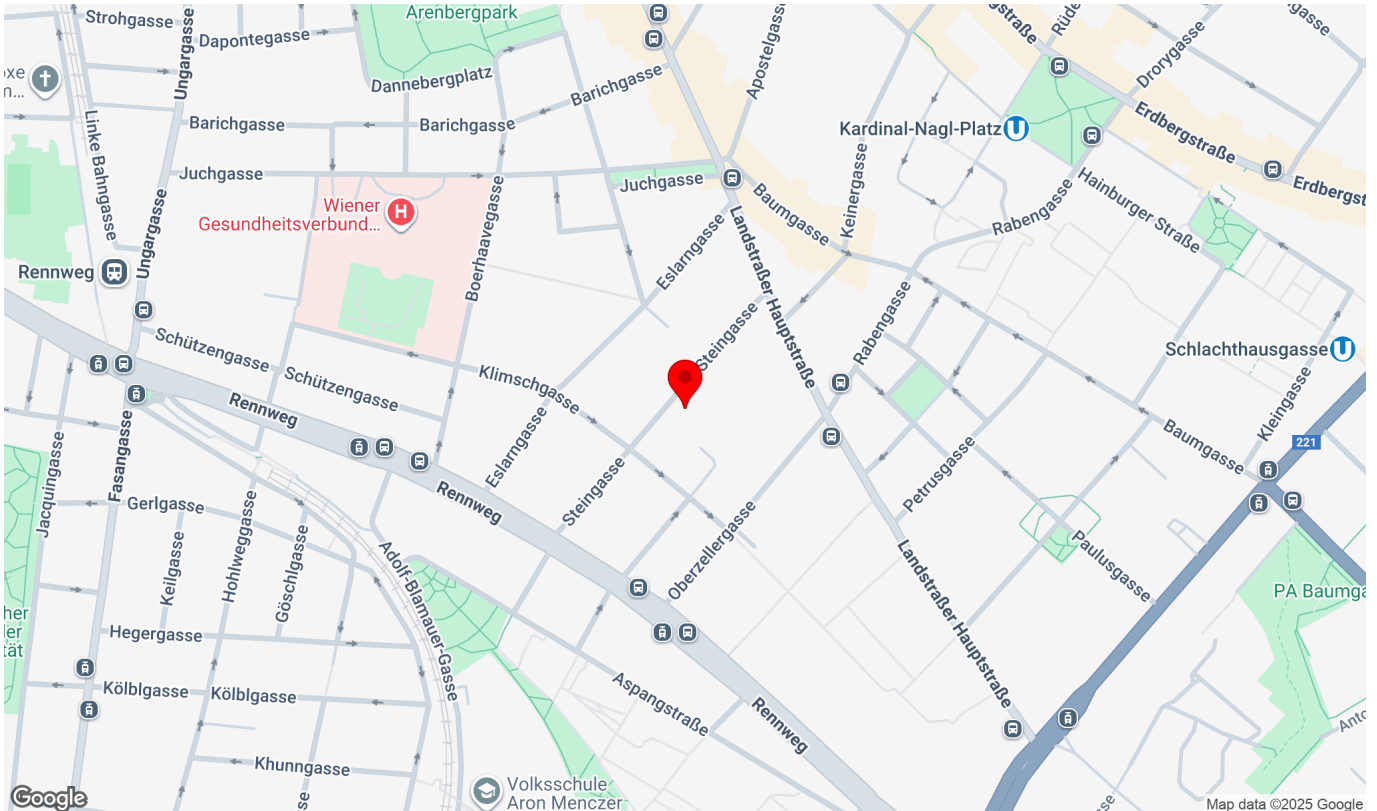 Strohgasse
Dapontegasse
Arenbergpark
Dannebergplatz
Ungargasse
Linke Bahngasse
Barichgasse
Barichgasse
Barichgasse
Apostelgasse
Drorygasse
Erdbergstraße
Kardinal-Nagl-Platz
Juchgasse
Juchgasse
Wiener
Gesundheitsverbund...
H
Boerhaavegasse
Eslarngasse
Baumgasse
Keinergasse
Rabengasse
Hainburger Straße
Rennweg
Ungargasse
Schützengasse
Schützengasse
Klimschgasse
Steingasse
Landstraßer Hauptstraße
Rabengasse
Schlachthausgasse
Kleingasse
221
Rennweg
Fasangasse
Jacquingasse
Gerlgasse
Keilgasse
Hohlweggasse
Göschlgasse
Hegergasse
Kölblgasse
Kölblgasse
Khunngasse
Adolf-Blamauer-Gasse
Eslarngasse
Rennweg
Steingasse
Oberzellergasse
Petrusgasse
Baumgasse
Paulusgasse
Landstraßer Hauptstraße
Aspangstraße
Rennweg
Volksschule
Aron Menczer
Google
Map data ©2025 Google